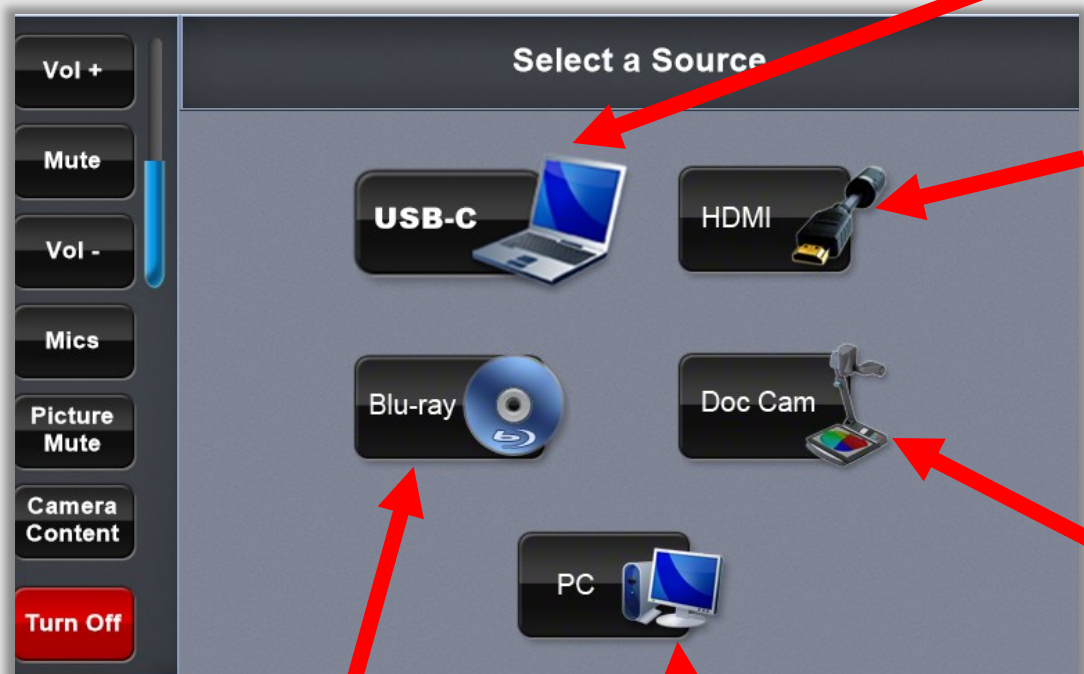 Vol +
Mute
Vol -
Mics
Picture
Mute
Camera
Content
Turn Off
Select a Source
USB-C
HDMI
Blu-ray
Doc Cam
PC